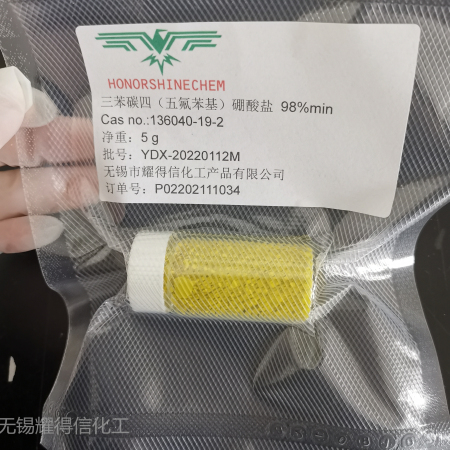 HONORSHINECHEM
三苯碳四（五氟苯基）硼酸盐 98%min
Cas no.:136040-19-2
净重：5 g
批号：YDX-20220112M
无锡市耀得信化工产品有限公司
订单号：P02202111034
无锡耀得信化工